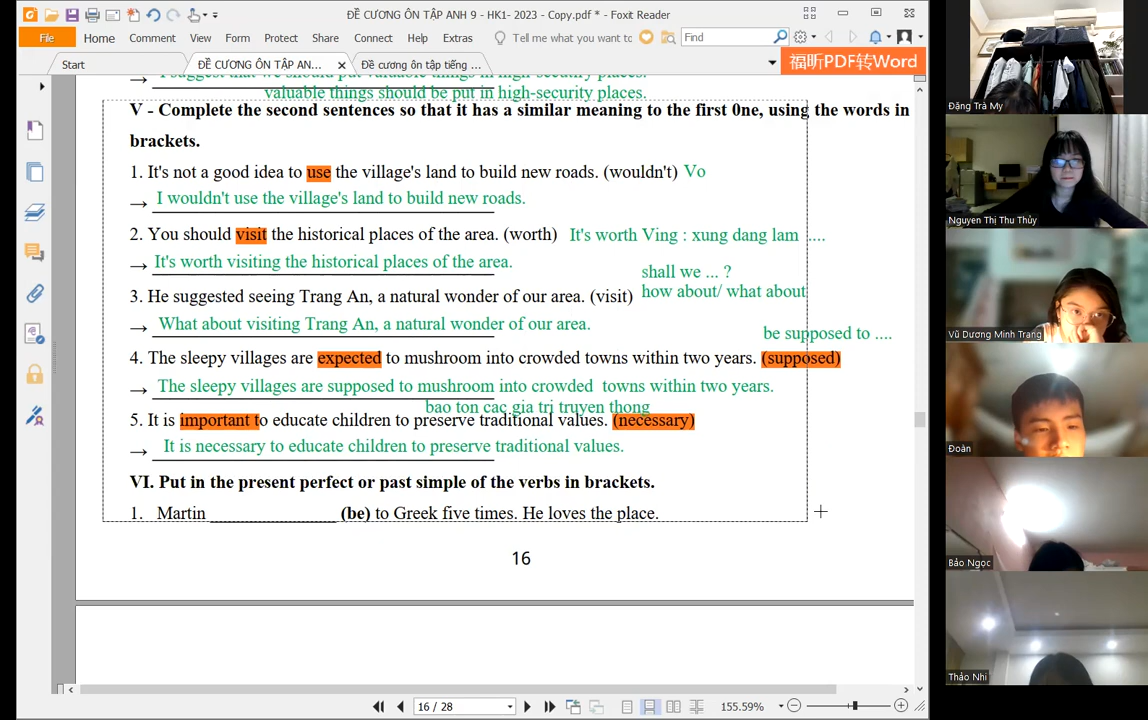 ĐỀ CƯƠNG ÔN TẬP ANH 9 - HK1- 2023 - Copy.pdf * - Foxit Reader
File Home Comment View Form Protect Share Connect Help Extras Tell me what you want to Find
Start ĐỀ CƯƠNG ÔN TẬP AN... Đề cương ôn tập tiếng ... 福昕PDF转Word
I suggest that we should put valuable things in high-security places.
valuable things should be put in high-security places.
V - Complete the second sentences so that it has a similar meaning to the first 0ne, using the words in
brackets.
1. It's not a good idea to use the village's land to build new roads. (wouldn't) Vo
→ I wouldn't use the village's land to build new roads.
2. You should visit the historical places of the area. (worth) It's worth Ving : xung dang lam ....
→ It's worth visiting the historical places of the area.
shall we ... ?
how about/ what about
3. He suggested seeing Trang An, a natural wonder of our area. (visit)
→ What about visiting Trang An, a natural wonder of our area.
be supposed to ....
4. The sleepy villages are expected to mushroom into crowded towns within two years. (supposed)
→ The sleepy villages are supposed to mushroom into crowded towns within two years.
bao ton cac gia tri truyen thong
5. It is important to educate children to preserve traditional values. (necessary)
→ It is necessary to educate children to preserve traditional values.
VI. Put in the present perfect or past simple of the verbs in brackets.
1. Martin ______________ (be) to Greek five times. He loves the place.
16
16 / 28 155.59%
Đặng Trà My
Nguyen Thị Thu Thủy
Vũ Dương Minh Trang
Đoàn
Bảo Ngọc
Thảo Nhi